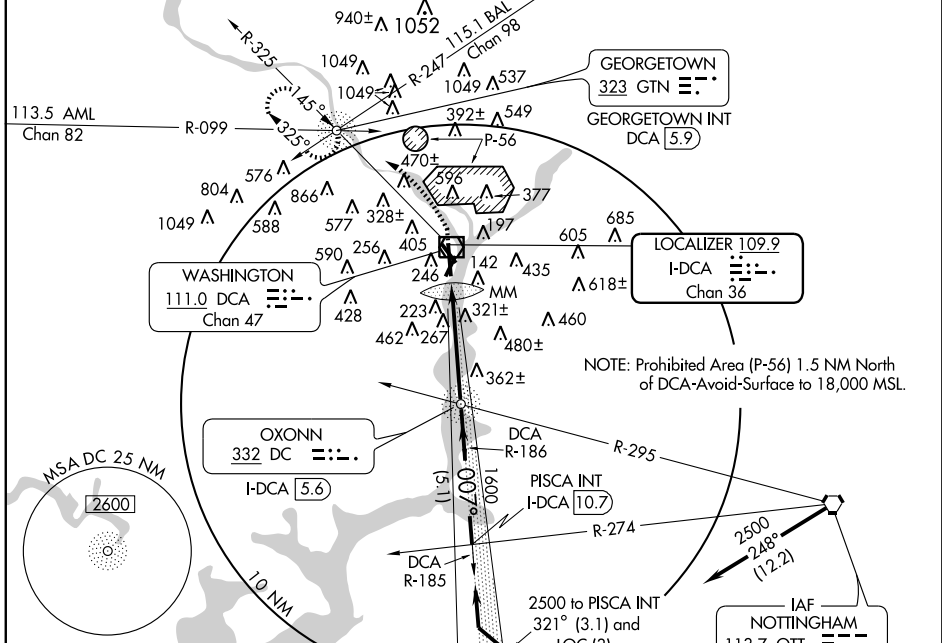 940±
1052
115.1 BAL
Chan 98
R-325
R-247
1049
1049
1049
537
GEORGETOWN
323 GTN
GEORGETOWN INT
DCA 5.9
113.5 AML
Chan 82
R-099
145°
325°
392±
549
P-56
470±
596
377
576
804
866
1049
588
577
328±
197
405
685
605
590
256
246
142
435
618±
LOCALIZER 109.9
I-DCA
Chan 36
WASHINGTON
111.0 DCA
Chan 47
MM
428
223
321±
460
462
267
480±
362±
NOTE: Prohibited Area (P-56) 1.5 NM North
of DCA-Avoid-Surface to 18,000 MSL.
OXONN
332 DC
I-DCA 5.6
DCA
R-186
R-295
MSA DC 25 NM
2600
(5.1)
007°
1600
PISCA INT
I-DCA 10.7
R-274
2500
248°
(12.2)
DCA
R-185
10 NM
2500 to PISCA INT
321° (3.1) and
LOC (2)
IAF
NOTTINGHAM
113.7 OTT